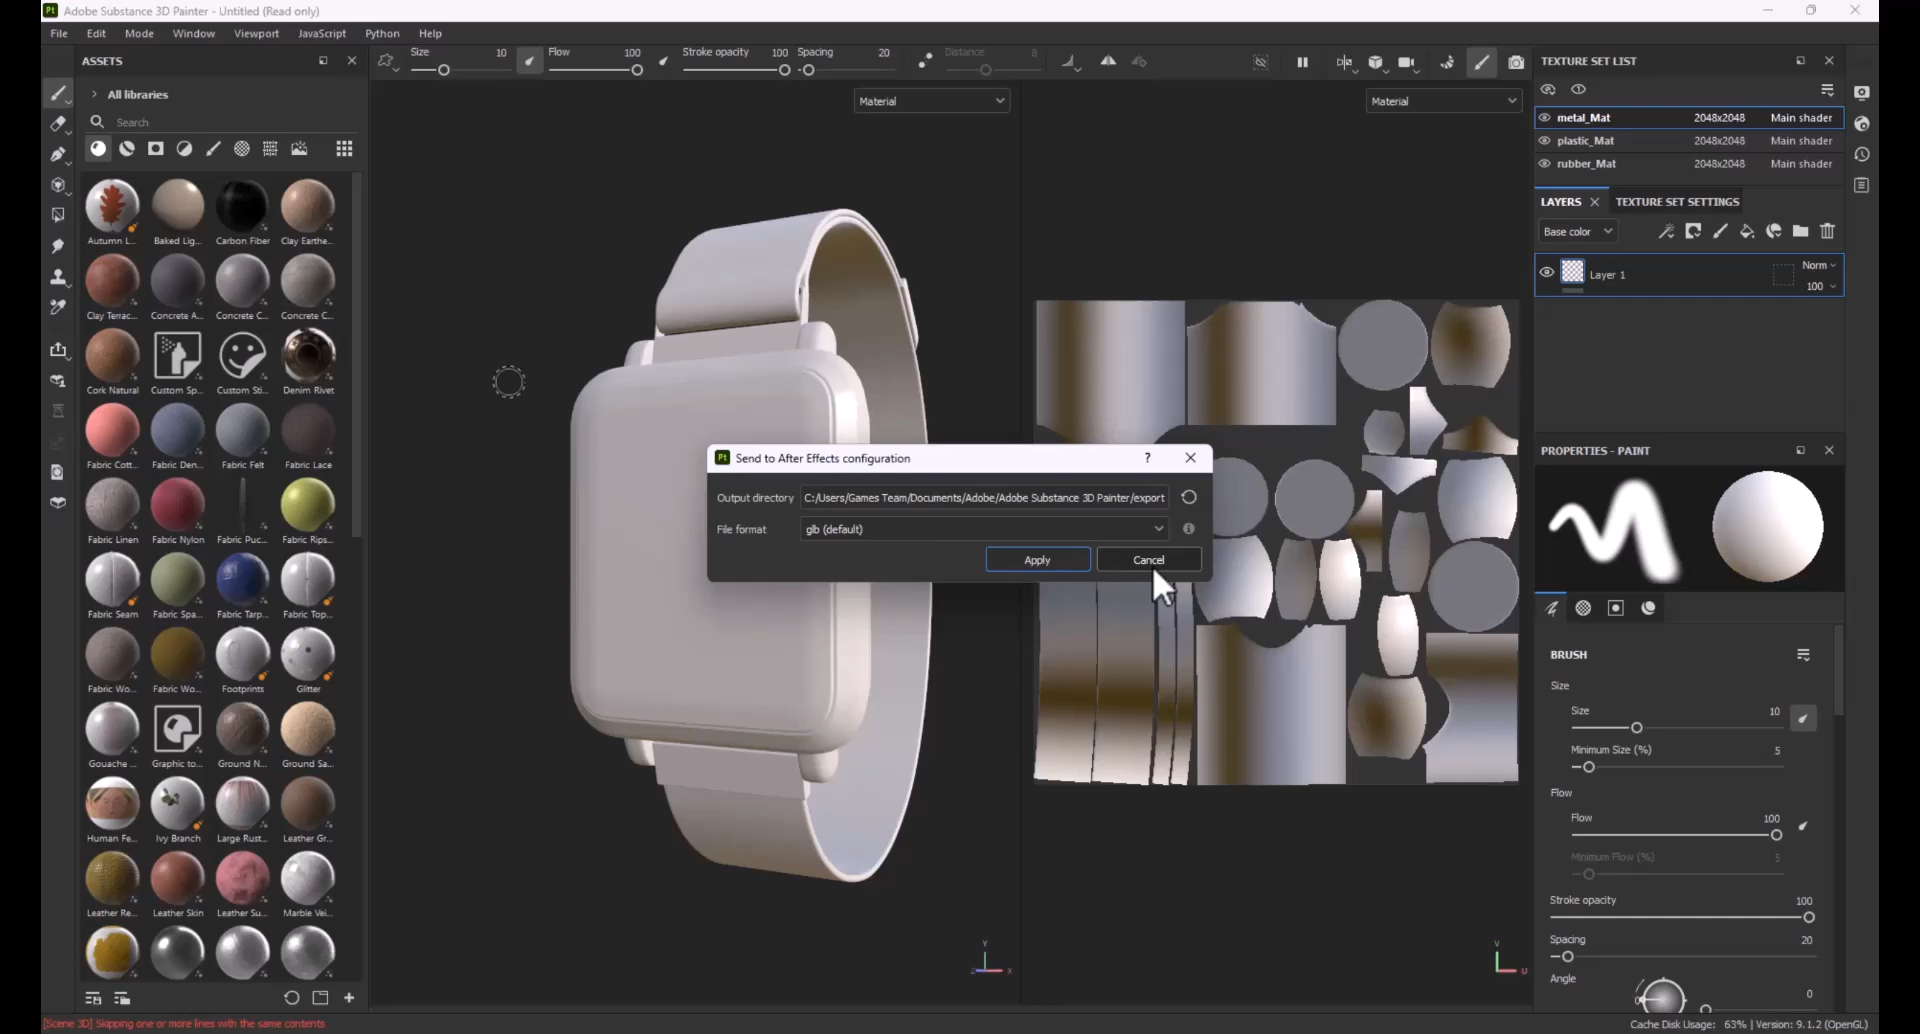 Pt Adobe Substance 3D Painter - Untitled (Read only)
File Edit Mode Window Viewport JavaScript Python Help
ASSETS
Size 10 Flow 100 Stroke opacity 100 Spacing 20 Distance 8
TEXTURE SET LIST
All libraries
Material
Material
Search
metal_Mat 2048x2048 Main shader
plastic_Mat 2048x2048 Main shader
rubber_Mat 2048x2048 Main shader
LAYERS TEXTURE SET SETTINGS
Base color
Layer 1 Norm
100
Autumn L... Baked Lig... Carbon Fiber Clay Earthe...
Clay Terrac... Concrete A... Concrete C... Concrete C...
Cork Natural Custom Sp... Custom Sti... Denim Rivet
Fabric Cott... Fabric Den... Fabric Felt Fabric Lace
Fabric Linen Fabric Nylon Fabric Puc... Fabric Rips...
Fabric Seam Fabric Spa... Fabric Tarp... Fabric Top...
Fabric Wo... Fabric Wo... Footprints Glitter
Gouache ... Graphic to... Ground N... Ground Sa...
Human Fe... Ivy Branch Large Rust... Leather Gr...
Leather Re... Leather Skin Leather Su... Marble Vei...
Pt Send to After Effects configuration ?
Output directory C:/Users/Games Team/Documents/Adobe/Adobe Substance 3D Painter/export
File format glb (default)
Apply Cancel
PROPERTIES - PAINT
BRUSH
Size
Size 10
Minimum Size (%) 5
Flow
Flow 100
Minimum Flow (%) 5
Stroke opacity 100
Spacing 20
Angle
0
Y
Z X
V
U
[Scene 3D] Skipping one or more lines with the same contents
Cache Disk Usage: 63% | Version: 9.1.2 (OpenGL)